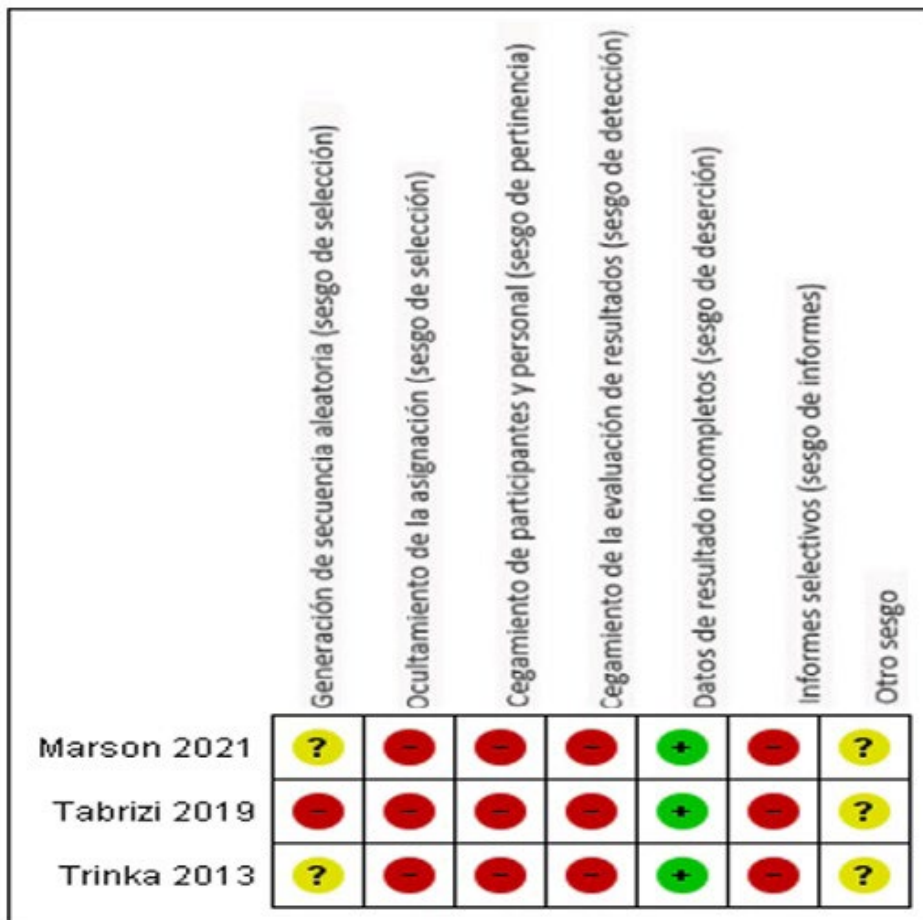 Generación de secuencia aleatoria (sesgo de selección)
Ocultamiento de la asignación (sesgo de selección)
Cegamiento de participantes y personal (sesgo de pertinencia)
Cegamiento de la evaluación de resultados (sesgo de detección)
Datos de resultado incompletos (sesgo de deserción)
Informes selectivos (sesgo de informes)
Otro sesgo
Marson 2021 ? - - - + - ?
Tabrizi 2019 - - - - + - ?
Trinka 2013 ? - - - + - ?